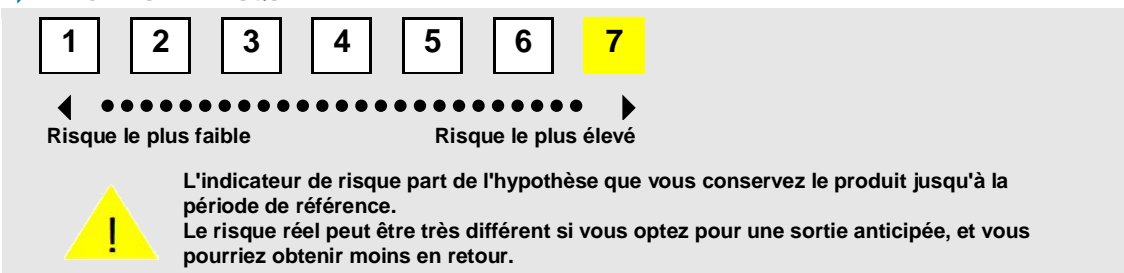 1 2 3 4 5 6 7
Risque le plus faible Risque le plus élevé
L'indicateur de risque part de l'hypothèse que vous conservez le produit jusqu'à la
période de référence.
Le risque réel peut être très différent si vous optez pour une sortie anticipée, et vous
pourriez obtenir moins en retour.
!